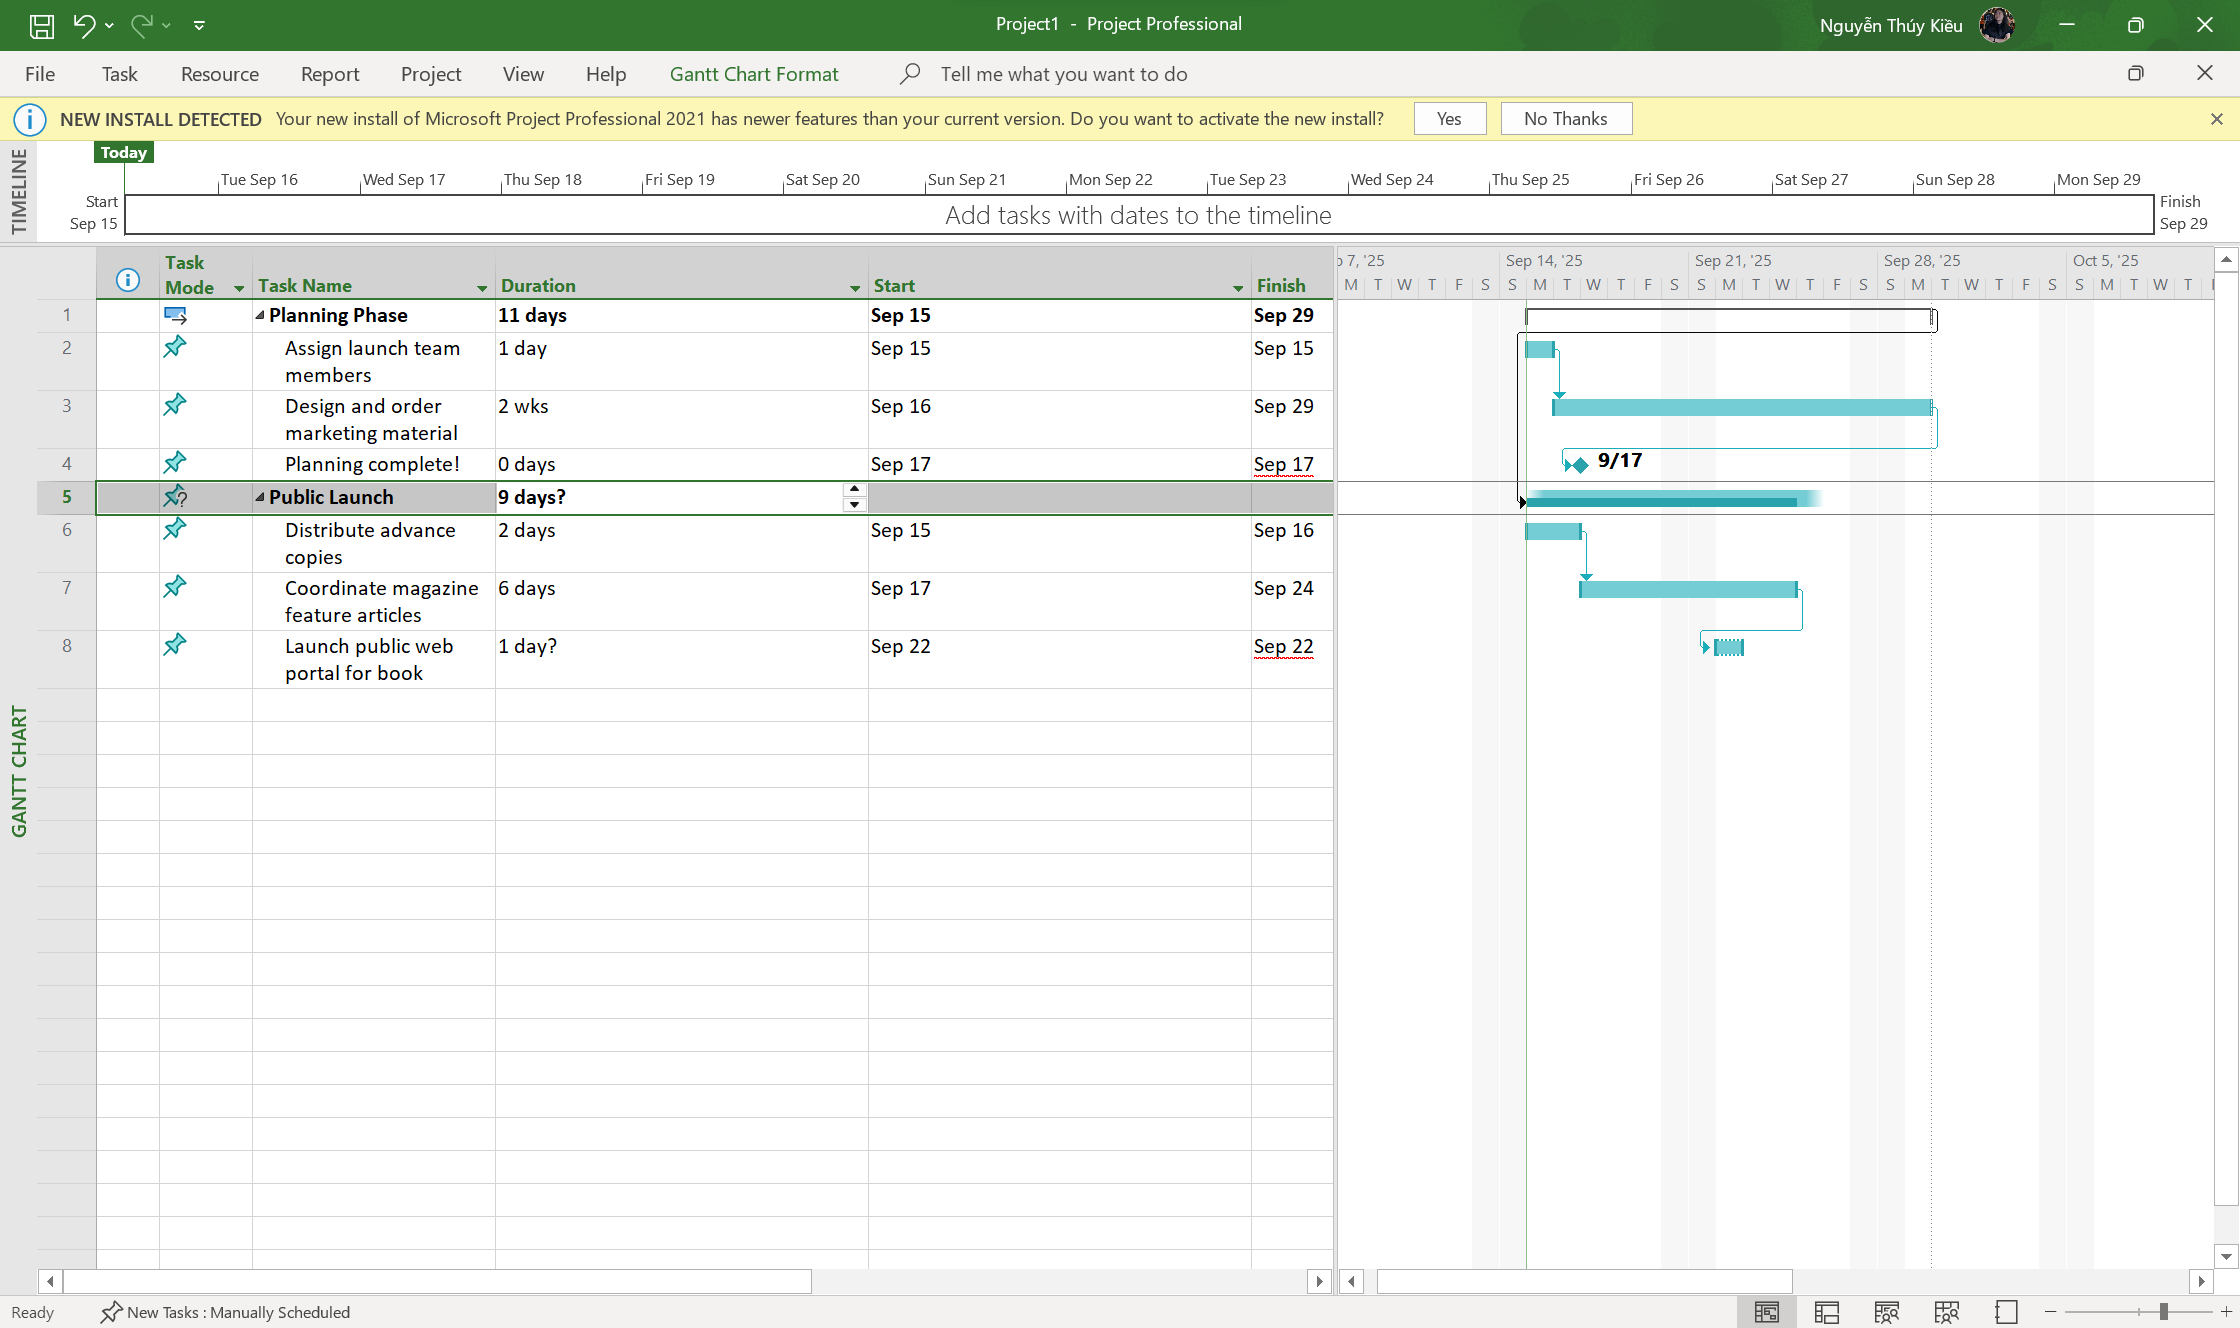 Project1 - Project Professional
Nguyễn Thúy Kiều
File Task Resource Report Project View Help Gantt Chart Format Tell me what you want to do
NEW INSTALL DETECTED Your new install of Microsoft Project Professional 2021 has newer features than your current version. Do you want to activate the new install? Yes No Thanks
TIMELINE
Today
Tue Sep 16 Wed Sep 17 Thu Sep 18 Fri Sep 19 Sat Sep 20 Sun Sep 21 Mon Sep 22 Tue Sep 23 Wed Sep 24 Thu Sep 25 Fri Sep 26 Sat Sep 27 Sun Sep 28 Mon Sep 29
Start
Sep 15
Add tasks with dates to the timeline
Finish
Sep 29
GANTT CHART
Task
Mode Task Name Duration Start Finish
7, '25 Sep 14, '25 Sep 21, '25 Sep 28, '25 Oct 5, '25
M T W T F S S M T W T F S S M T W T F S S M T W T F S S M T W T
1 Planning Phase 11 days Sep 15 Sep 29
2 Assign launch team 1 day Sep 15 Sep 15
members
3 Design and order 2 wks Sep 16 Sep 29
marketing material
4 Planning complete! 0 days Sep 17 Sep 17 9/17
5 Public Launch 9 days?
6 Distribute advance 2 days Sep 15 Sep 16
copies
7 Coordinate magazine 6 days Sep 17 Sep 24
feature articles
8 Launch public web 1 day? Sep 22 Sep 22
portal for book
Ready New Tasks : Manually Scheduled